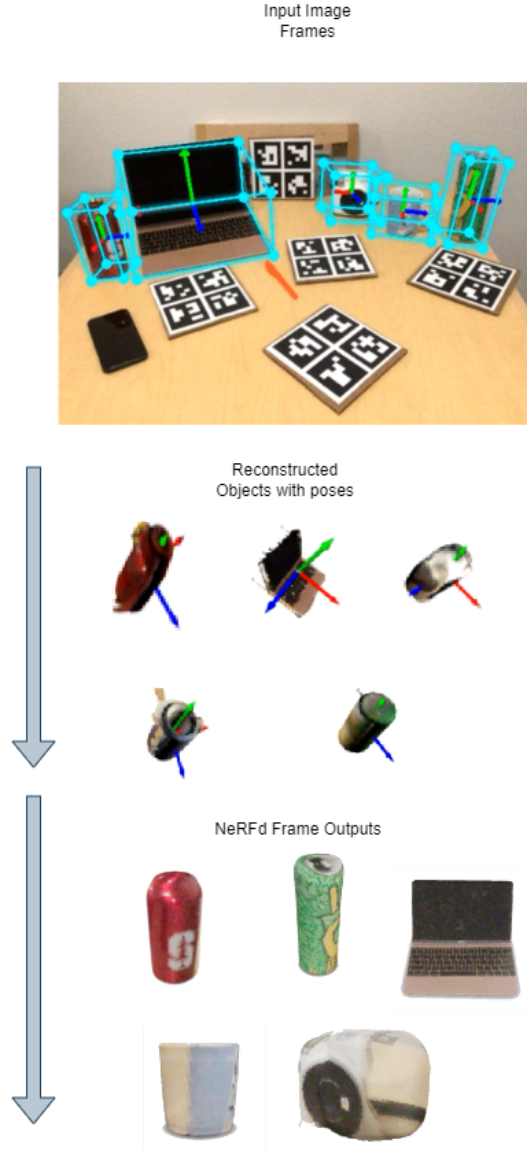 Input Image
Frames
Reconstructed
Objects with poses
NeRFd Frame Outputs
S